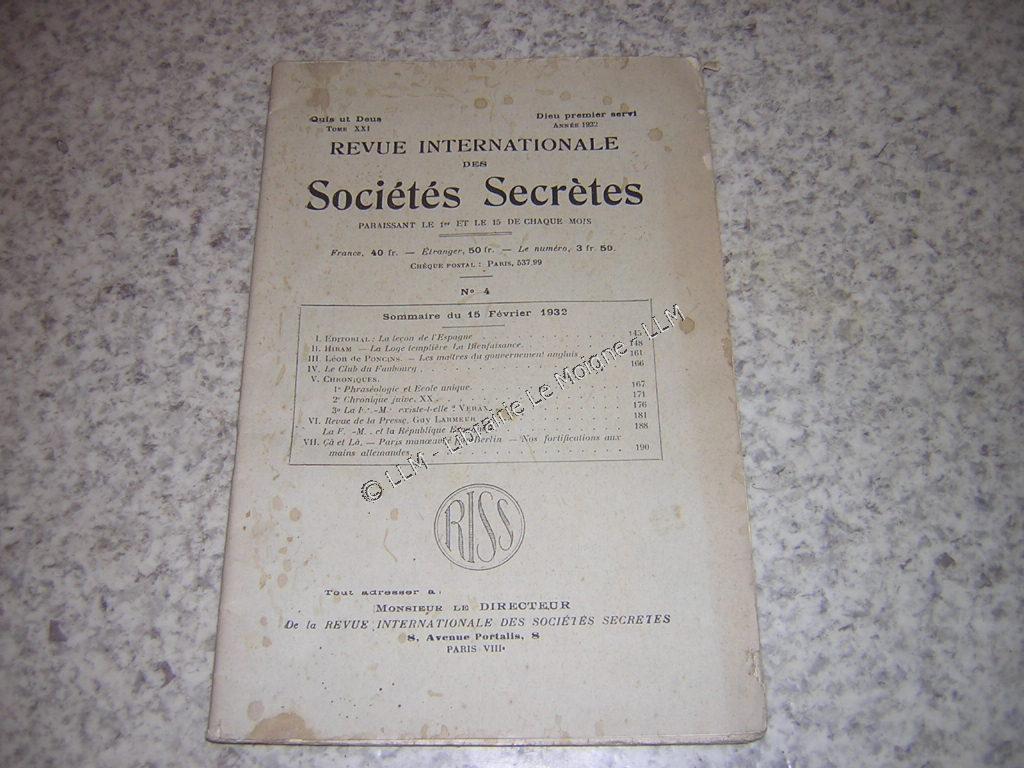 Quis ut Deus
Dieu premier servi
TOME XXI
ANNÉE 1932
REVUE INTERNATIONALE
DES
Sociétés Secrètes
PARAISSANT LE 1er ET LE 15 DE CHAQUE MOIS
France, 40 fr. — Étranger, 50 fr. — Le numéro, 3 fr. 50.
CHÈQUE POSTAL : PARIS, 537.99
No 4
Sommaire du 15 Février 1932
I. EDITORIAL : La leçon de l'Espagne 145
II. HIRAM. — La Loge templière La Bienfaisance. 148
III. Léon de PONCINS. — Les maîtres du gouvernement anglais 161
IV. Le Club du Faubourg 166
V. CHRONIQUES.
1o Phraséologie et Ecole unique. 167
2o Chronique juive. XX 171
3o La F.-M. existe-t-elle ? VERAX. 176
VI. Revue de la Presse. Guy LARMEUR. 181
La F.-M. et la République 188
VII. Çà et Là. — Paris manœuvré Berlin — Nos fortifications aux
mains allemandes. 190
© LLM - Librairie Le Moigne - LLM
RISS
Tout adresser à :
MONSIEUR LE DIRECTEUR
De la REVUE INTERNATIONALE DES SOCIÉTÉS SECRETES
8, Avenue Portalis, 8
PARIS VIIIe